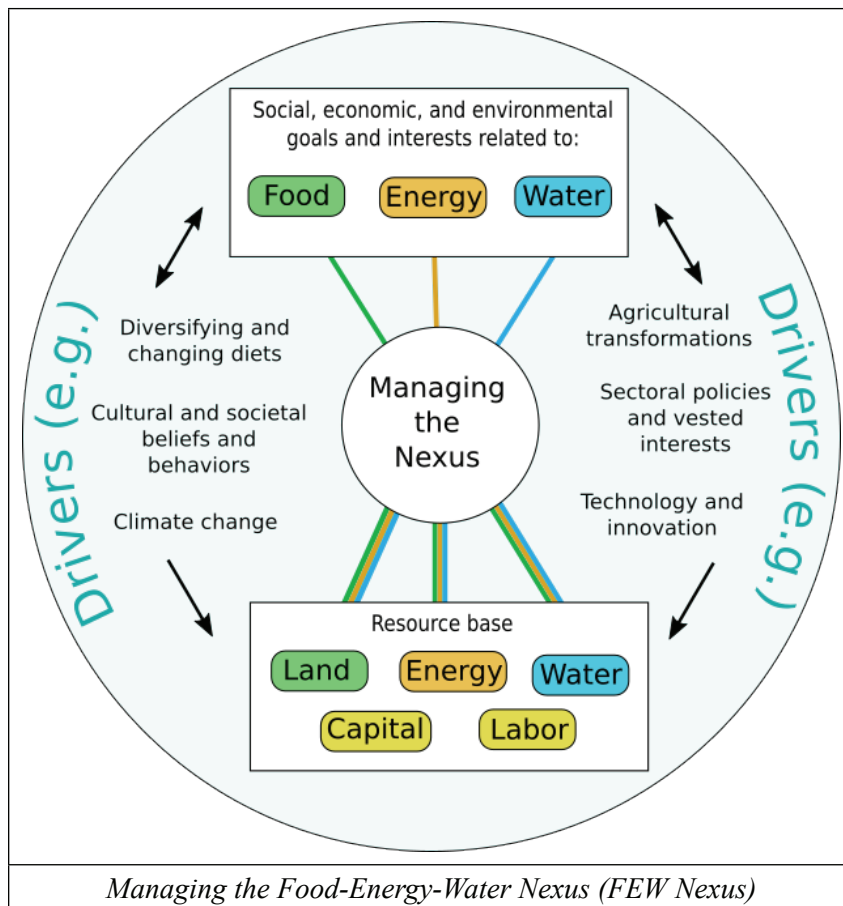 Social, economic, and environmental
goals and interests related to:
Food
Energy
Water
Drivers (e.g.)
Diversifying and
changing diets
Cultural and societal
beliefs and
behaviors
Climate change
Managing
the
Nexus
Agricultural
transformations
Sectoral policies
and vested
interests
Technology and
innovation
Drivers (e.g.)
Resource base
Land
Energy
Water
Capital
Labor
Managing the Food-Energy-Water Nexus (FEW Nexus)